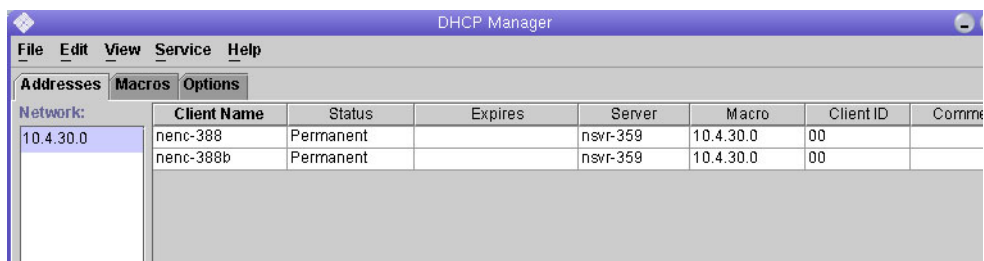 DHCP Manager
File Edit View Service Help
Addresses Macros Options
Network:
10.4.30.0
Client Name Status Expires Server Macro Client ID Comme
nenc-388 Permanent nsvr-359 10.4.30.0 00
nenc-388b Permanent nsvr-359 10.4.30.0 00